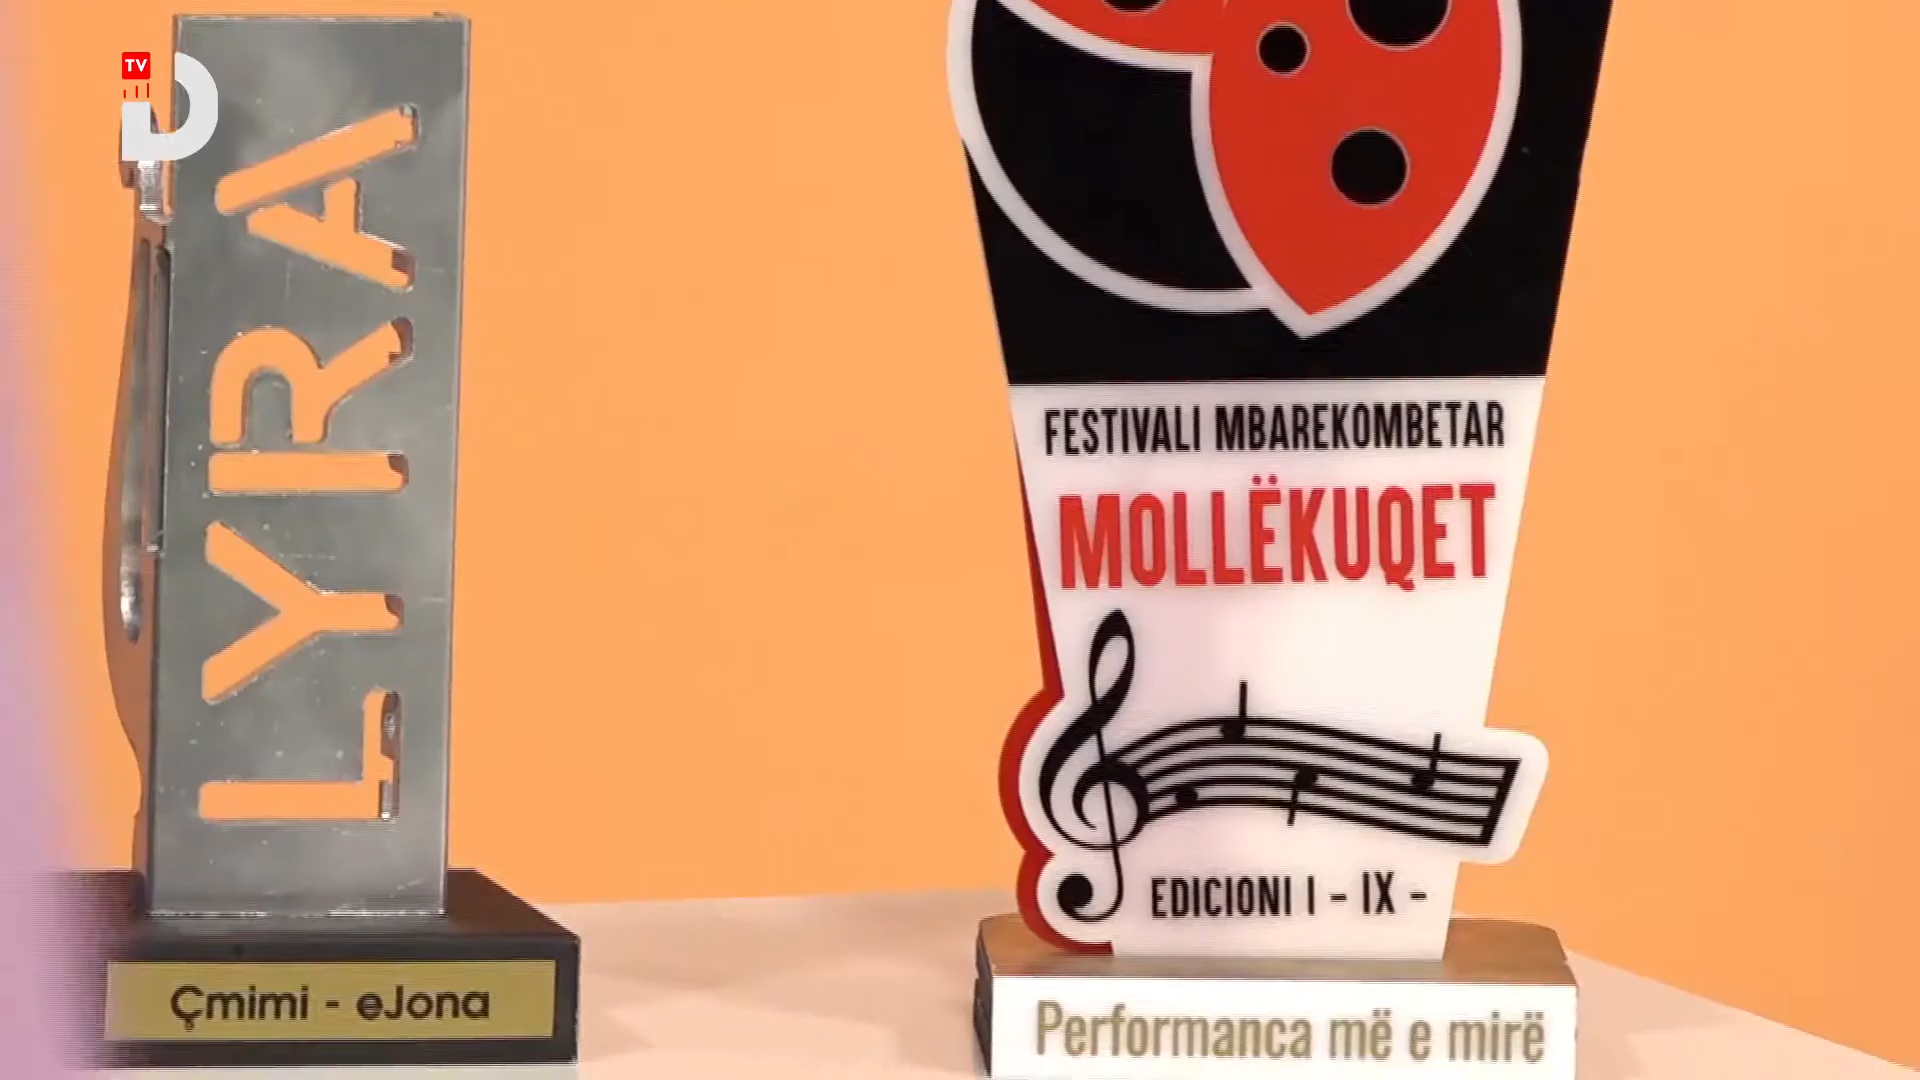 TV
D
LYRA
Çmimi - eJona
FESTIVALI MBAREKOMBETAR
MOLLËKUQET
EDICIONI I - IX -
Performanca më e mirë